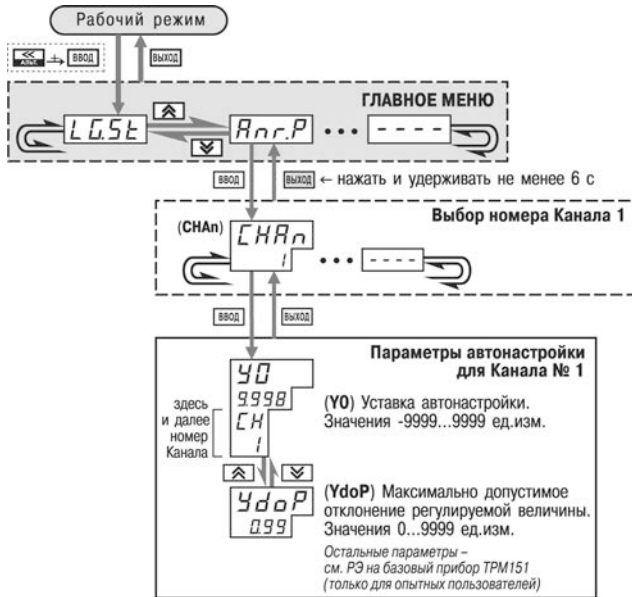 Рабочий режим
<<
АЛЬТ.
+
ВВОД
ВЫХОД
ГЛАВНОЕ МЕНЮ
LG.St
Anr.P
• • •
- - - -
ВВОД
ВЫХОД ← нажать и удерживать не менее 6 с
Выбор номера Канала 1
(CHAn)
CHAn
1
• • •
- - - -
ВВОД
ВЫХОД
Параметры автонастройки
для Канала № 1
Y0
9.998
CH
1
здесь
и далее
номер
Канала
(Y0) Уставка автонастройки.
Значения -9999...9999 ед.изм.
YdoP
0.99
(YdoP) Максимально допустимое
отклонение регулируемой величины.
Значения 0...9999 ед.изм.
Остальные параметры –
см. РЭ на базовый прибор ТРМ151
(только для опытных пользователей)